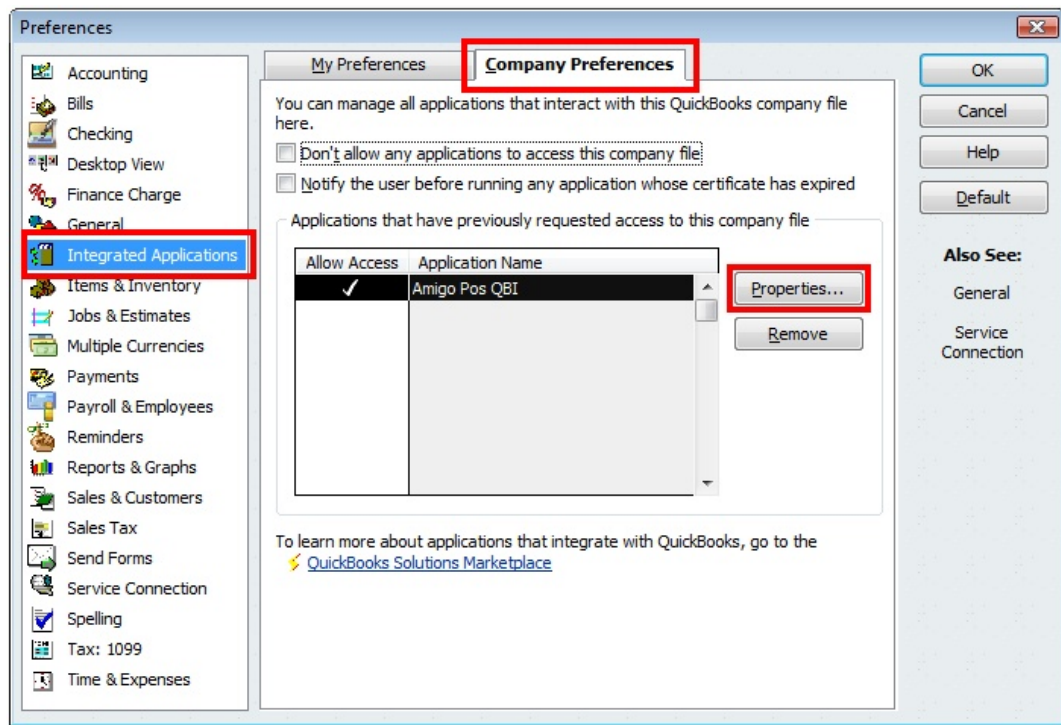 Preferences
Accounting
Bills
Checking
Desktop View
Finance Charge
General
Integrated Applications
Items & Inventory
Jobs & Estimates
Multiple Currencies
Payments
Payroll & Employees
Reminders
Reports & Graphs
Sales & Customers
Sales Tax
Send Forms
Service Connection
Spelling
Tax: 1099
Time & Expenses
My Preferences
Company Preferences
You can manage all applications that interact with this QuickBooks company file
here.
Don't allow any applications to access this company file
Notify the user before running any application whose certificate has expired
Applications that have previously requested access to this company file
Allow Access Application Name
Amigo Pos QBI
Properties...
Remove
To learn more about applications that integrate with QuickBooks, go to the
QuickBooks Solutions Marketplace
OK
Cancel
Help
Default
Also See:
General
Service
Connection